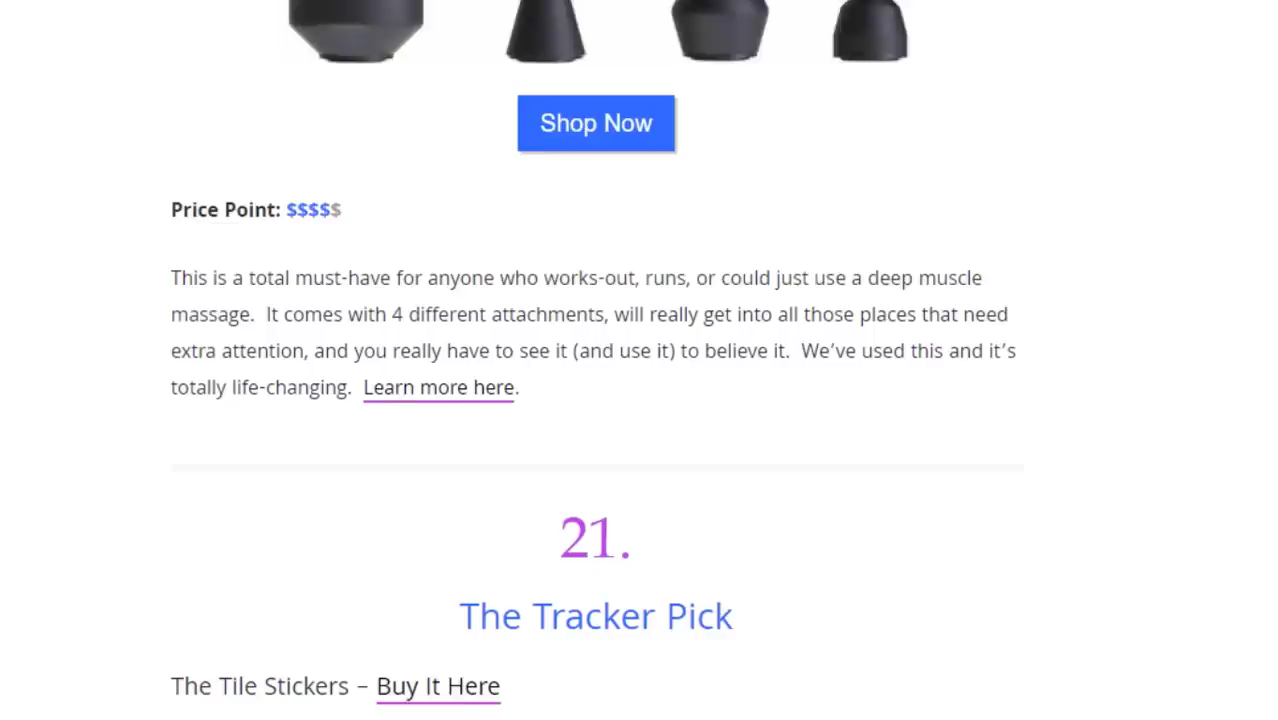 Shop Now
Price Point: $$$$$
This is a total must-have for anyone who works-out, runs, or could just use a deep muscle
massage.  It comes with 4 different attachments, will really get into all those places that need
extra attention, and you really have to see it (and use it) to believe it.  We’ve used this and it’s
totally life-changing.  Learn more here.
21.
The Tracker Pick
The Tile Stickers – Buy It Here